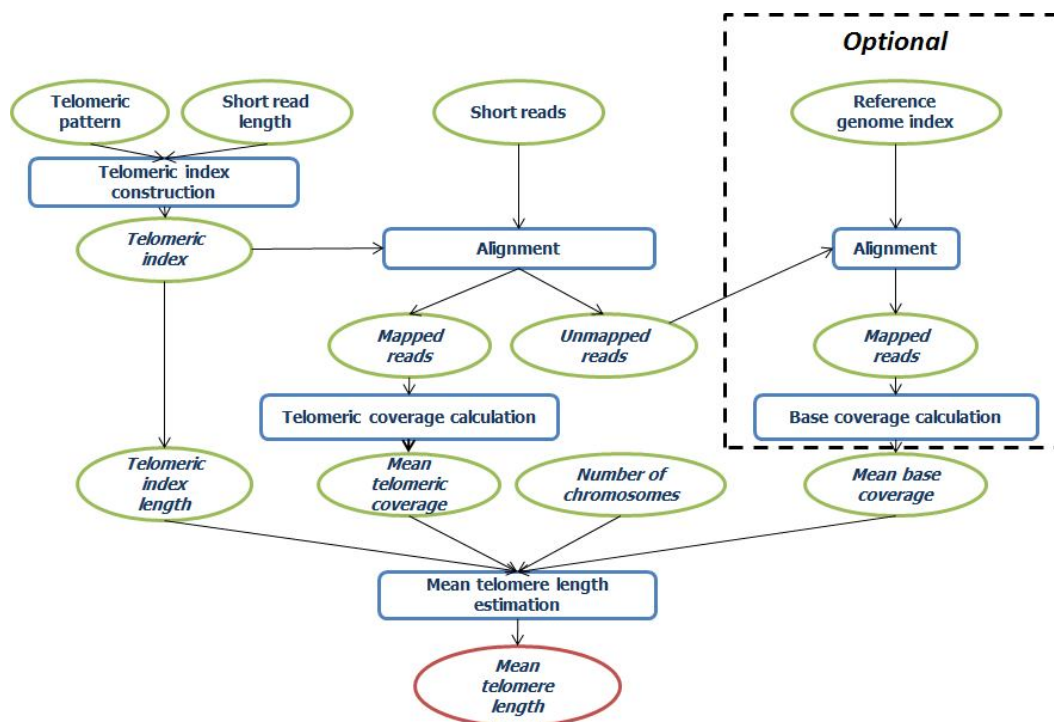 Optional
Telomeric
pattern
Short read
length
Short reads
Reference
genome index
Telomeric index
construction
Telomeric
index
Alignment
Alignment
Mapped
reads
Unmapped
reads
Mapped
reads
Telomeric coverage calculation
Base coverage calculation
Telomeric
index
length
Mean
telomeric
coverage
Number of
chromosomes
Mean base
coverage
Mean telomere length
estimation
Mean
telomere
length